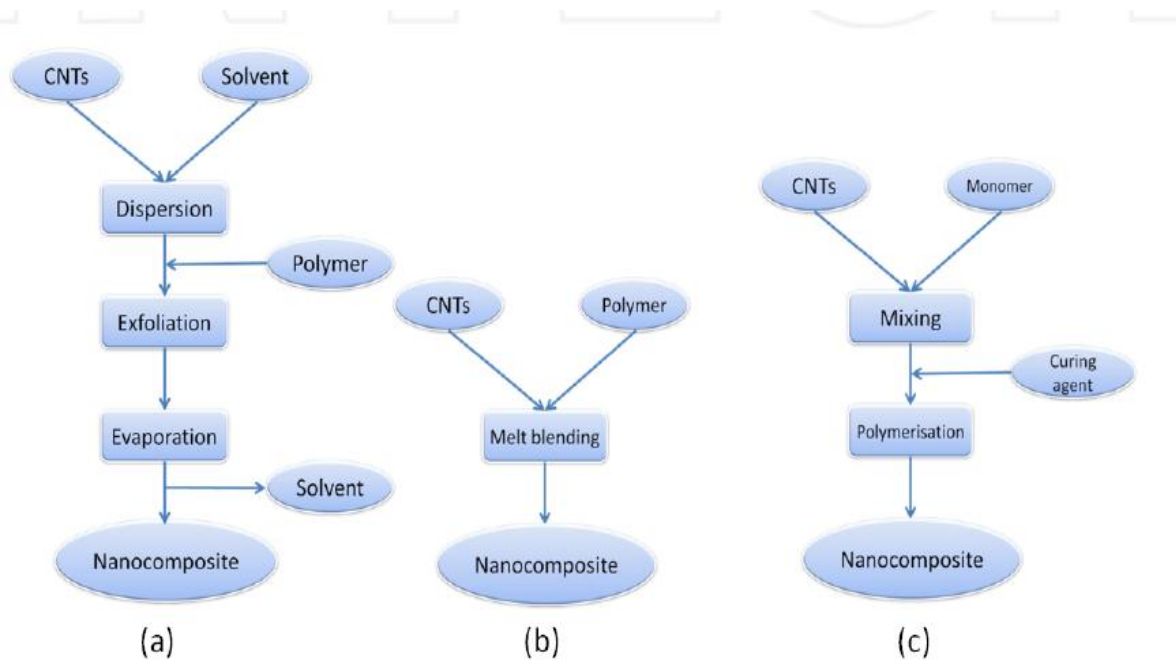 CNTs
Solvent
Dispersion
Polymer
Exfoliation
Evaporation
Solvent
Nanocomposite
(a)
CNTs
Polymer
Melt blending
Nanocomposite
(b)
CNTs
Monomer
Mixing
Curing
agent
Polymerisation
Nanocomposite
(c)